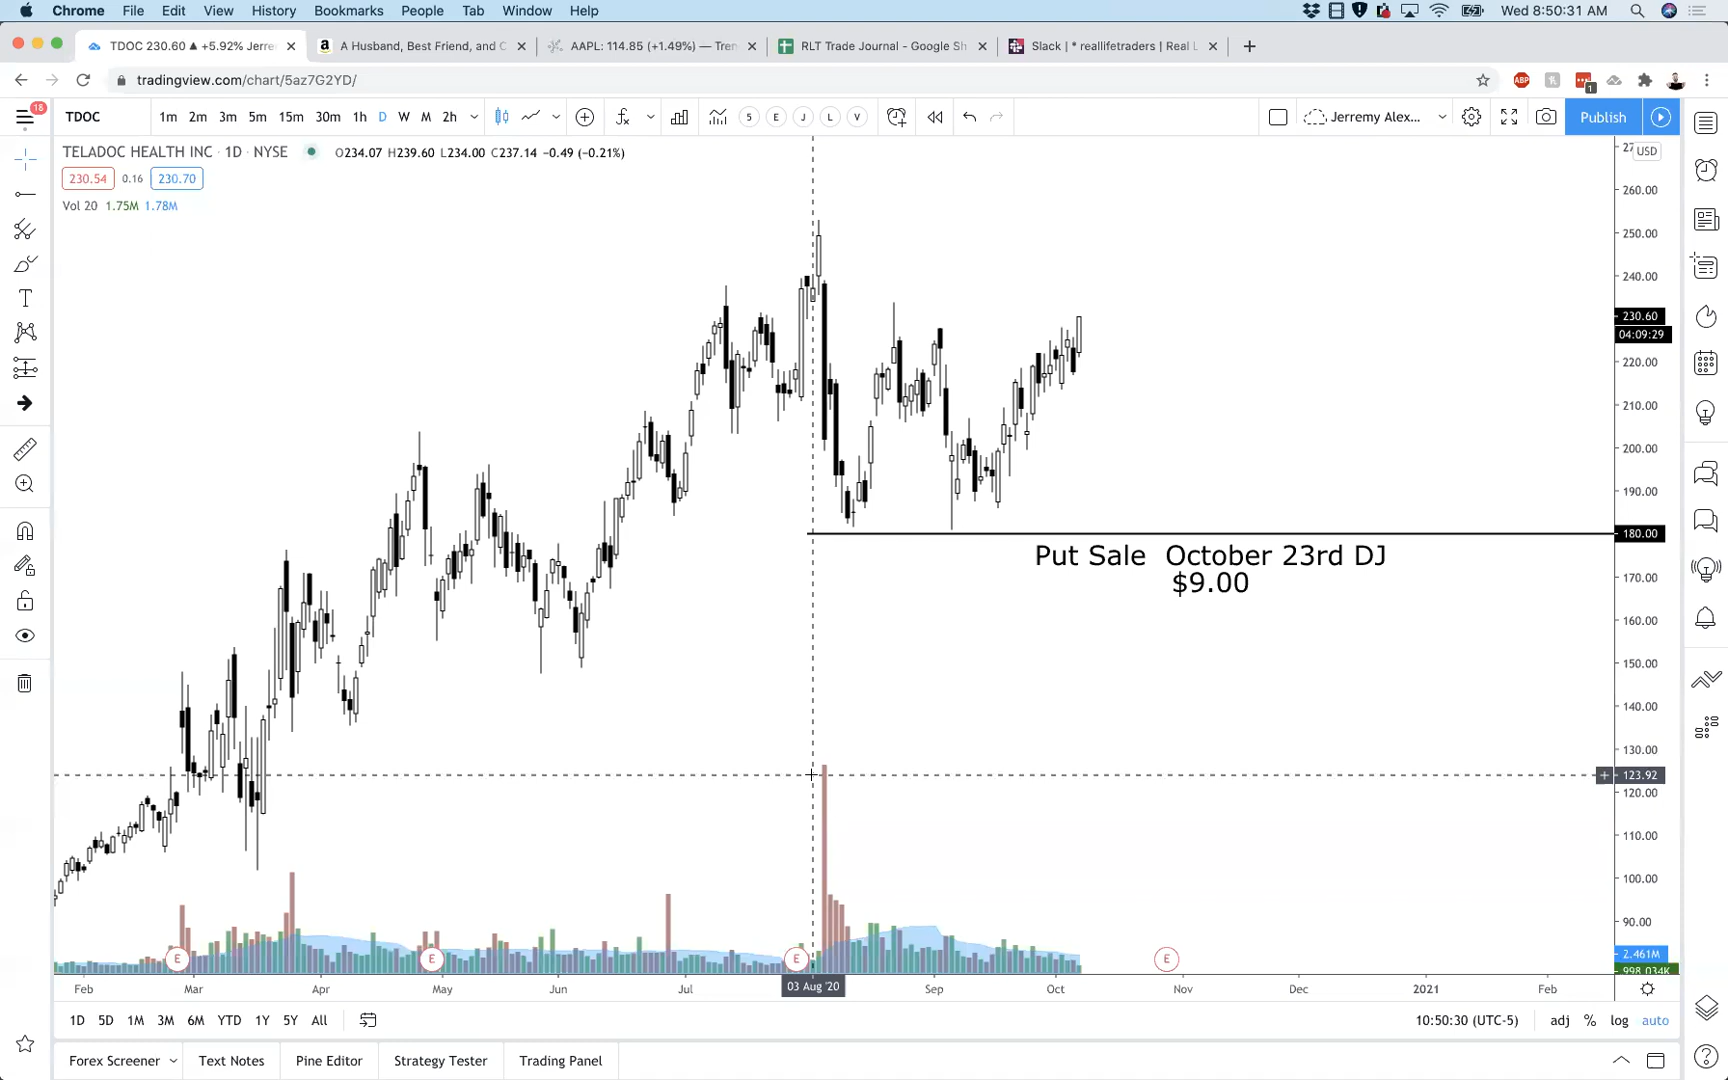 Chrome File Edit View History Bookmarks People Tab Window Help Wed 8:50:31 AM
TDOC 230.60 ▲ +5.92% Jerre
A Husband, Best Friend, and C
AAPL: 114.85 (+1.49%) — Tren
RLT Trade Journal - Google Sh
Slack | * reallifetraders | Real L
tradingview.com/chart/5az7G2YD/
ABP
1
18
TDOC 1m 2m 3m 5m 15m 30m 1h D W M 2h
5 E J L V
Jerremy Alex...
Publish
TELADOC HEALTH INC · 1D · NYSE O234.07 H239.60 L234.00 C237.14 −0.49 (−0.21%)
230.54 0.16 230.70
Vol 20 1.75M 1.78M
USD
260.00
250.00
240.00
230.60
04:09:29
220.00
210.00
200.00
190.00
180.00
Put Sale October 23rd DJ
$9.00
170.00
160.00
150.00
140.00
130.00
123.92
120.00
110.00
100.00
90.00
2.461M
998.034K
E E E E
Feb Mar Apr May Jun Jul 03 Aug '20 Sep Oct Nov Dec 2021 Feb
1D 5D 1M 3M 6M YTD 1Y 5Y All 10:50:30 (UTC-5) adj % log auto
Forex Screener Text Notes Pine Editor Strategy Tester Trading Panel